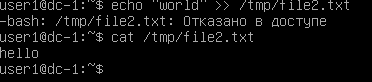 user1@dc-1:~$ echo "world" >> /tmp/file2.txt
-bash: /tmp/file2.txt: Отказано в доступе
user1@dc-1:~$ cat /tmp/file2.txt
hello
user1@dc-1:~$